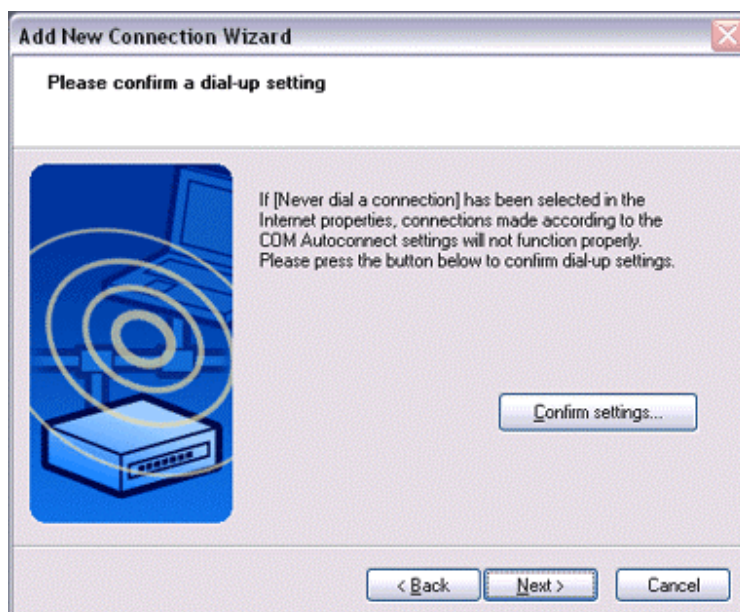 Add New Connection Wizard
Please confirm a dial-up setting
If [Never dial a connection] has been selected in the
Internet properties, connections made according to the
COM Autoconnect settings will not function properly.
Please press the button below to confirm dial-up settings.
Confirm settings...
< Back
Next >
Cancel